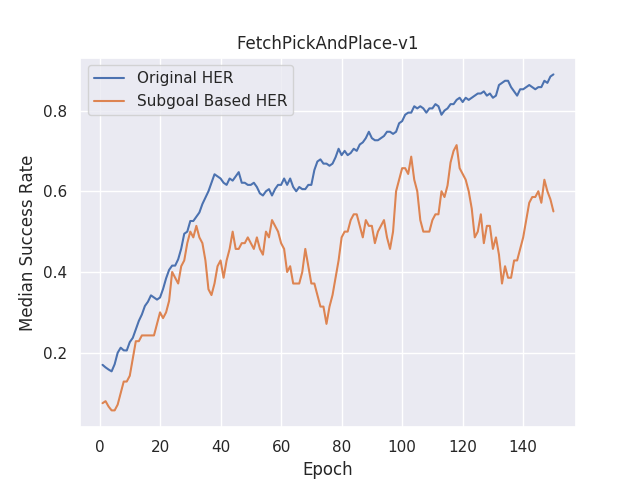 FetchPickAndPlace-v1
Original HER
Subgoal Based HER
Median Success Rate
0.8
0.6
0.4
0.2
0 20 40 60 80 100 120 140
Epoch